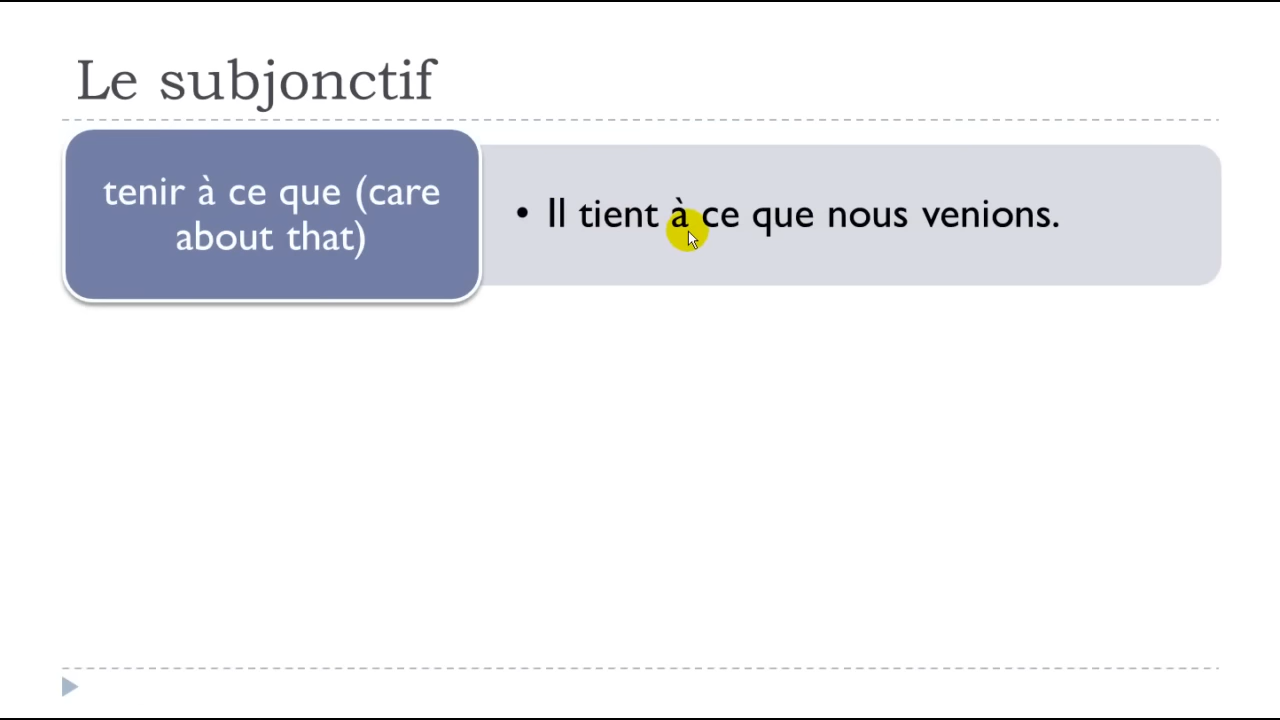 Le subjonctif
tenir à ce que (care
about that)
• Il tient à ce que nous venions.